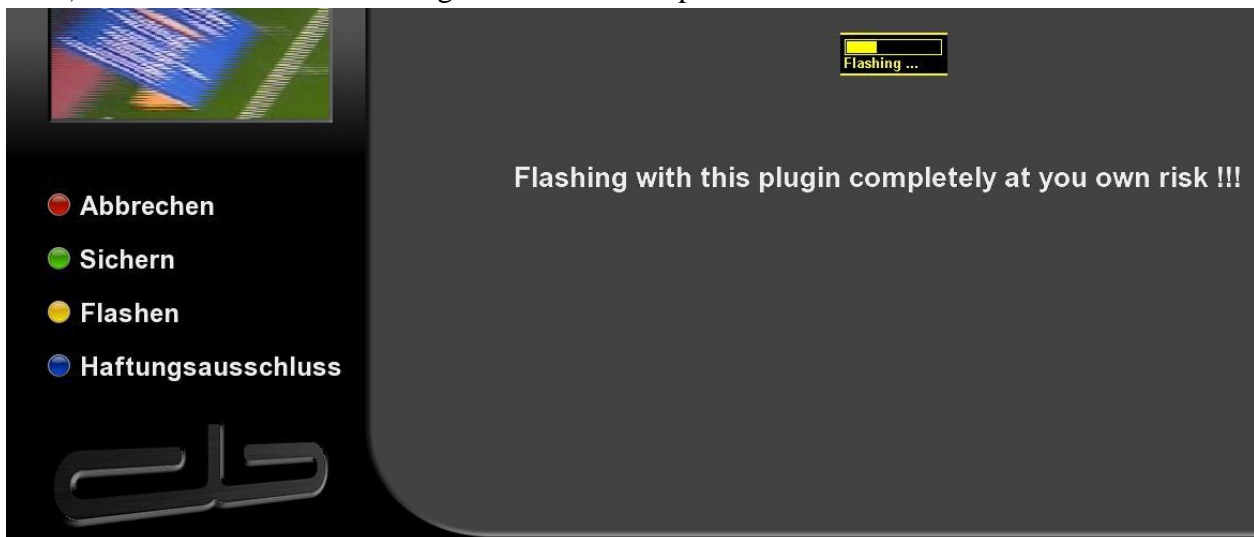 Flashing ...
Flashing with this plugin completely at you own risk !!!
Abbrechen
Sichern
Flashen
Haftungsausschluss